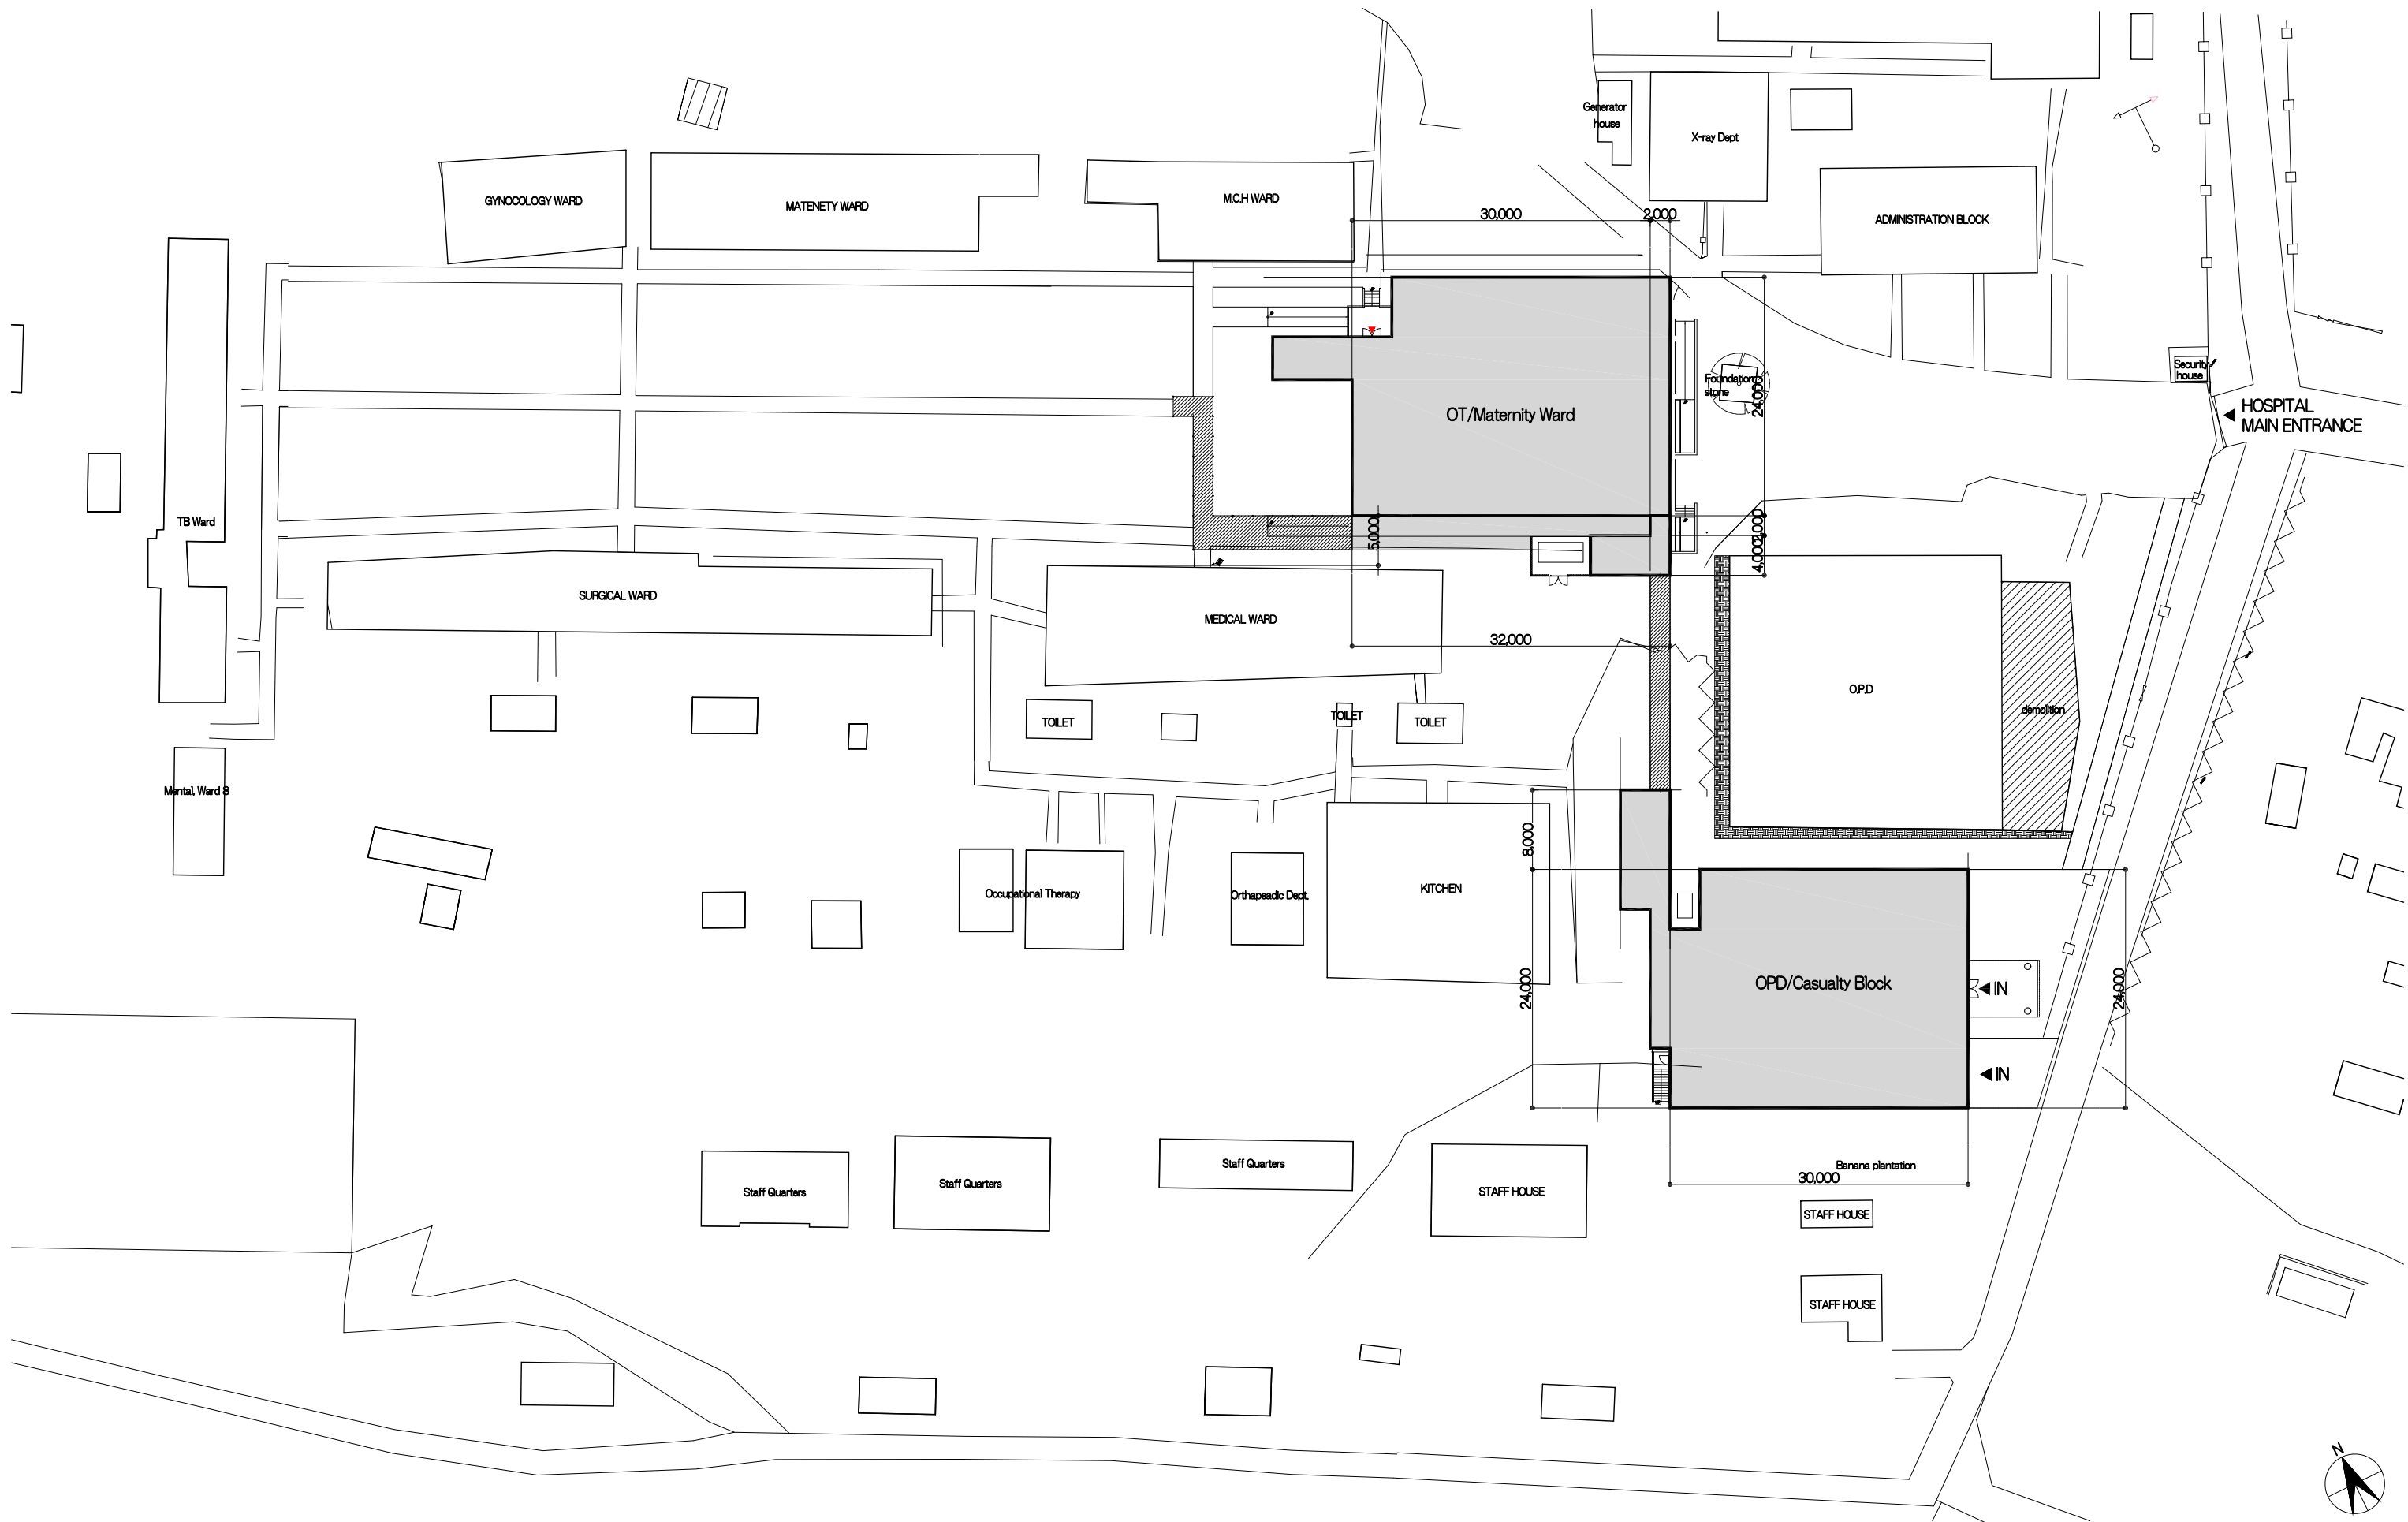 Generator
house
X-ray Dept
GYNOCOLOGY WARD
MATENETY WARD
M.C.H WARD
30,000
2,000
ADMINISTRATION BLOCK
Security
house
Foundation
stone
24,000
OT/Maternity Ward
HOSPITAL
MAIN ENTRANCE
TB Ward
5,000
2,000
4,000
SURGICAL WARD
MEDICAL WARD
32,000
O.P.D
demolition
TOILET
TOILET
TOILET
Mental, Ward 8
8,000
Occupational Therapy
Orthapeadic Dept.
KITCHEN
24,000
OPD/Casualty Block
IN
24,000
IN
Staff Quarters
Staff Quarters
Staff Quarters
STAFF HOUSE
Banana plantation
30,000
STAFF HOUSE
STAFF HOUSE
N